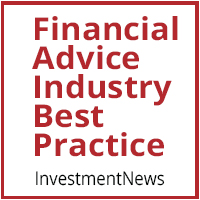 Financial
Advice
Industry
Best
Practice
InvestmentNews